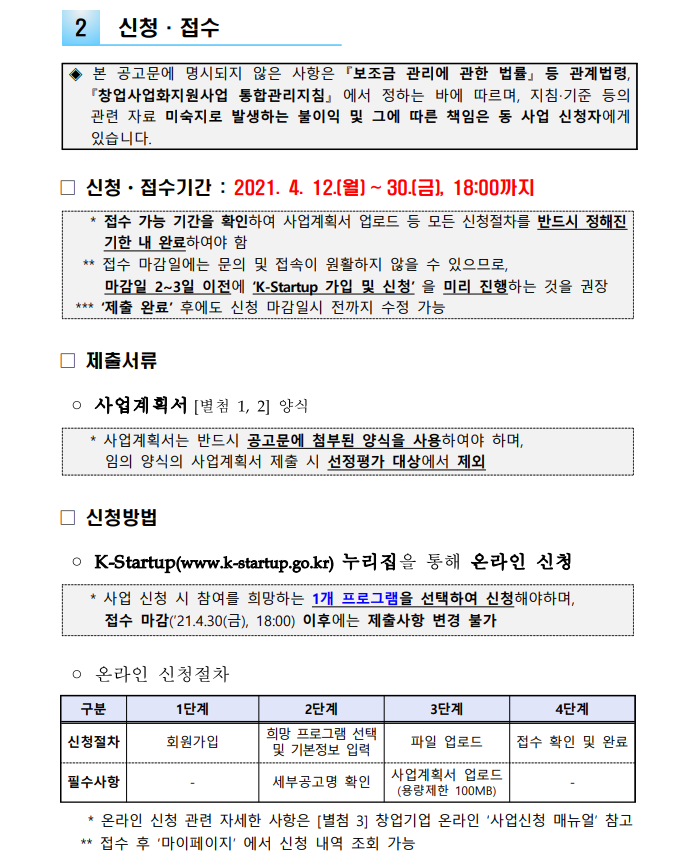 2 신청 · 접수
◈ 본 공고문에 명시되지 않은 사항은 『보조금 관리에 관한 법률』 등 관계법령,
『창업사업화지원사업 통합관리지침』 에서 정하는 바에 따르며, 지침·기준 등의
관련 자료 미숙지로 발생하는 불이익 및 그에 따른 책임은 동 사업 신청자에게
있습니다.
□ 신청 · 접수기간 : 2021. 4. 12.(월) ~ 30.(금), 18:00까지
* 접수 가능 기간을 확인하여 사업계획서 업로드 등 모든 신청절차를 반드시 정해진
기한 내 완료하여야 함
** 접수 마감일에는 문의 및 접속이 원활하지 않을 수 있으므로,
마감일 2~3일 이전에 ‘K-Startup 가입 및 신청’ 을 미리 진행하는 것을 권장
*** ‘제출 완료’ 후에도 신청 마감일시 전까지 수정 가능
□ 제출서류
○ 사업계획서 [별첨 1, 2] 양식
* 사업계획서는 반드시 공고문에 첨부된 양식을 사용하여야 하며,
임의 양식의 사업계획서 제출 시 선정평가 대상에서 제외
□ 신청방법
○ K-Startup(www.k-startup.go.kr) 누리집을 통해 온라인 신청
* 사업 신청 시 참여를 희망하는 1개 프로그램을 선택하여 신청해야하며,
접수 마감(’21.4.30(금), 18:00) 이후에는 제출사항 변경 불가
○ 온라인 신청절차
구분 1단계 2단계 3단계 4단계
신청절차 회원가입 희망 프로그램 선택 및 기본정보 입력 파일 업로드 접수 확인 및 완료
필수사항 - 세부공고명 확인 사업계획서 업로드 (용량제한 100MB) -
* 온라인 신청 관련 자세한 사항은 [별첨 3] 창업기업 온라인 ‘사업신청 매뉴얼’ 참고
** 접수 후 ‘마이페이지’ 에서 신청 내역 조회 가능